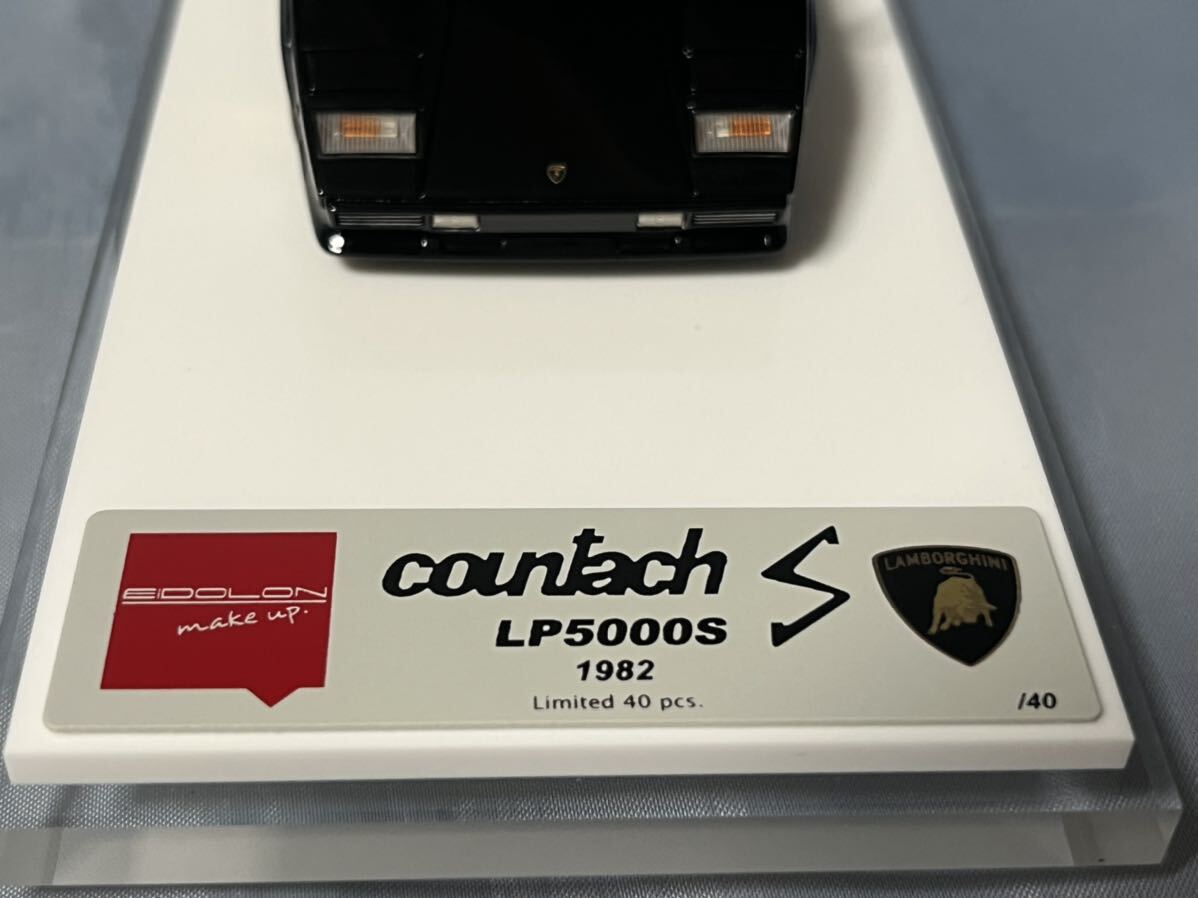 EIDOLON
make up.
countach S
LP5000S
1982
Limited 40 pcs.
LAMBORGHINI
/40